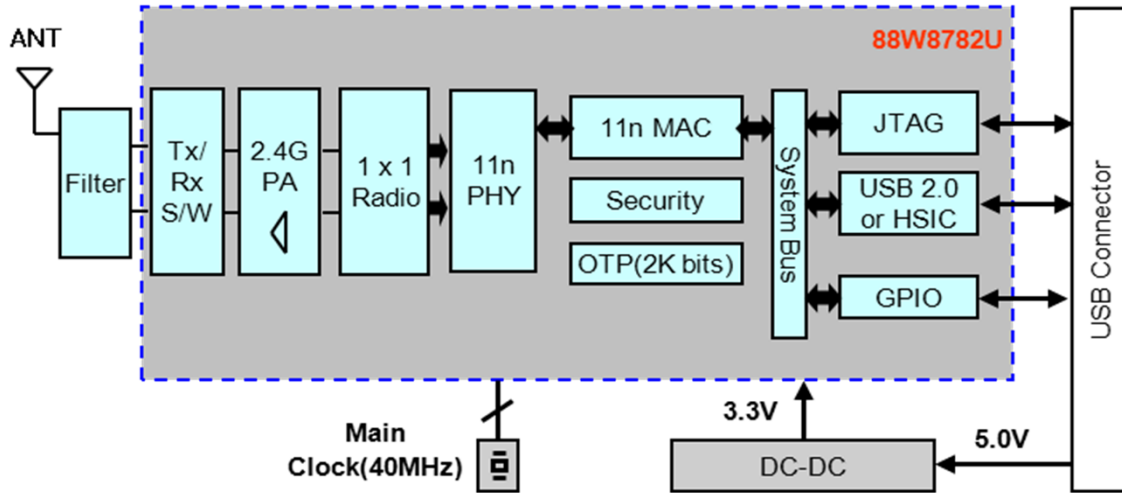 88W8782U
ANT
Filter
Tx/
Rx
S/W
2.4G
PA
1 x 1
Radio
11n
PHY
11n MAC
Security
OTP(2K bits)
System Bus
JTAG
USB 2.0
or HSIC
GPIO
USB Connector
Main
Clock(40MHz)
3.3V
DC-DC
5.0V